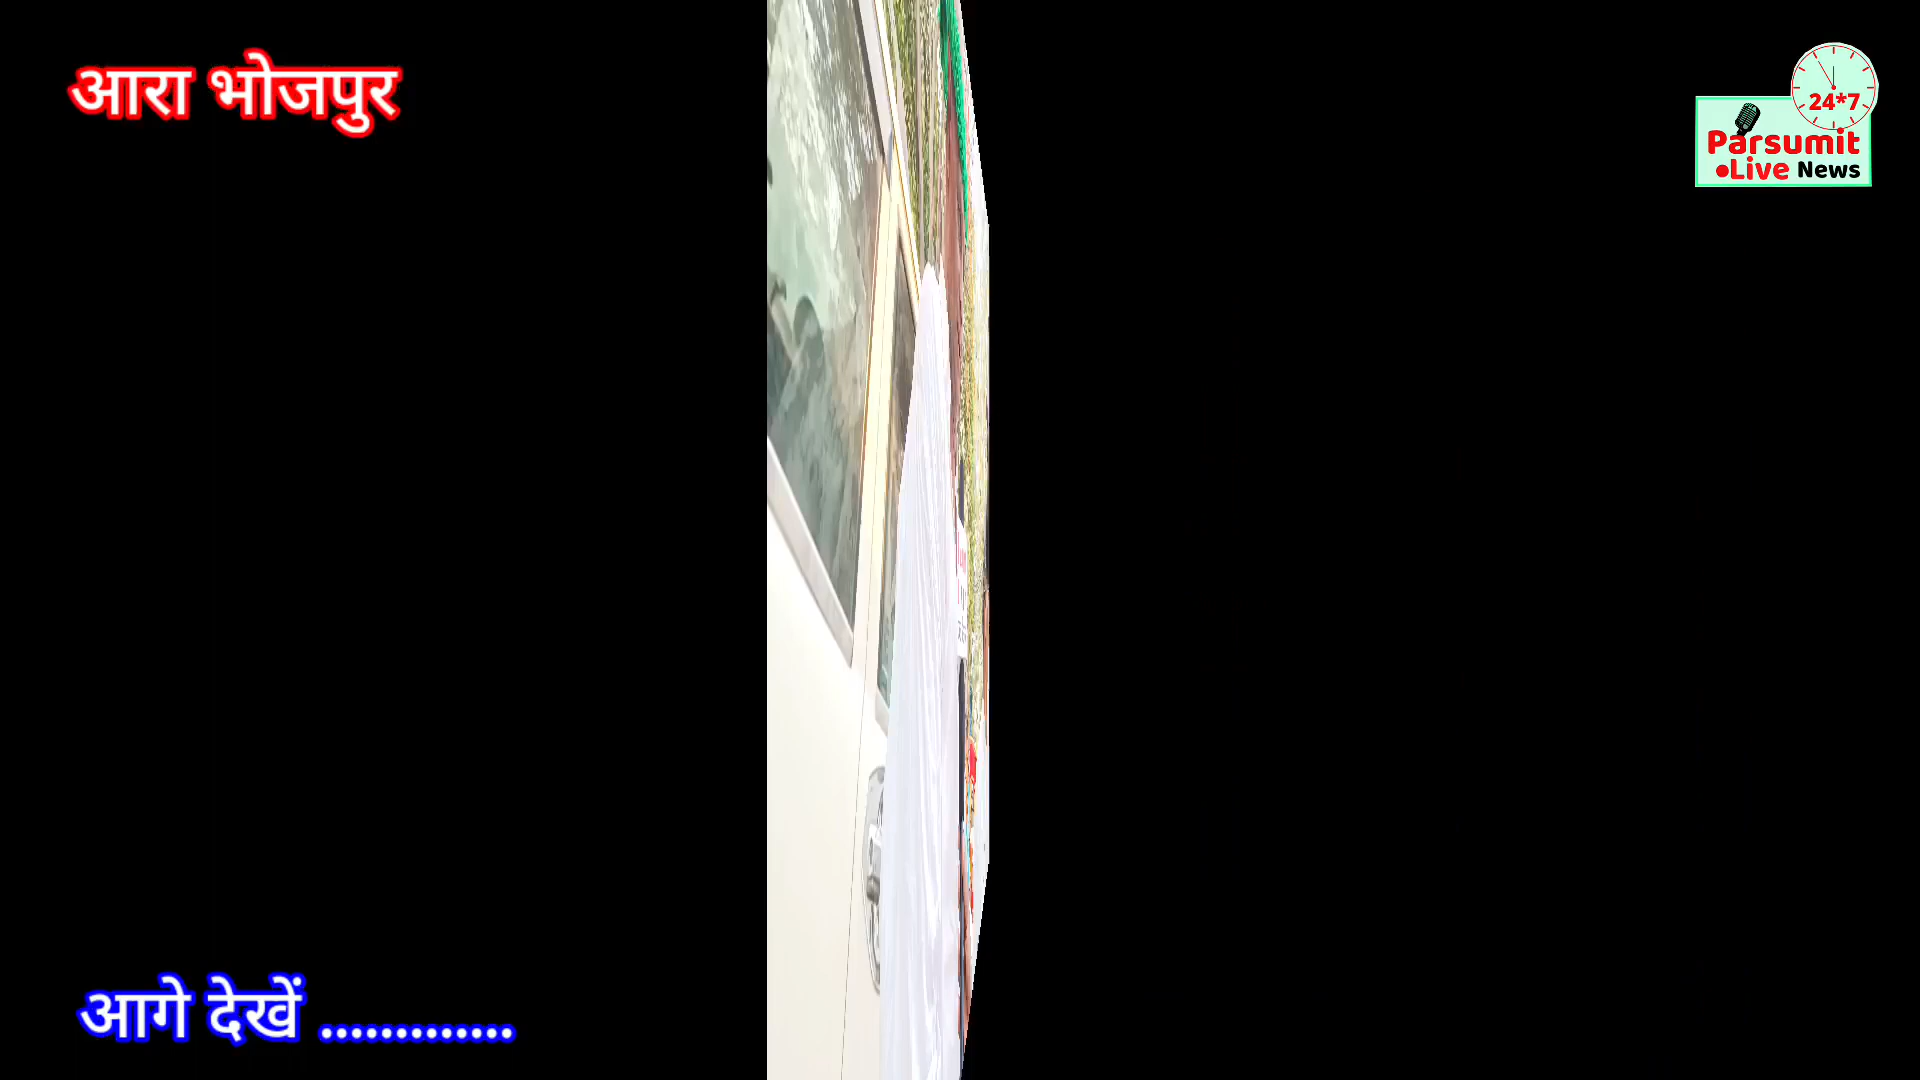 आरा भोजपुर
24*7
Parsumit
Live News
आगे देखें .............